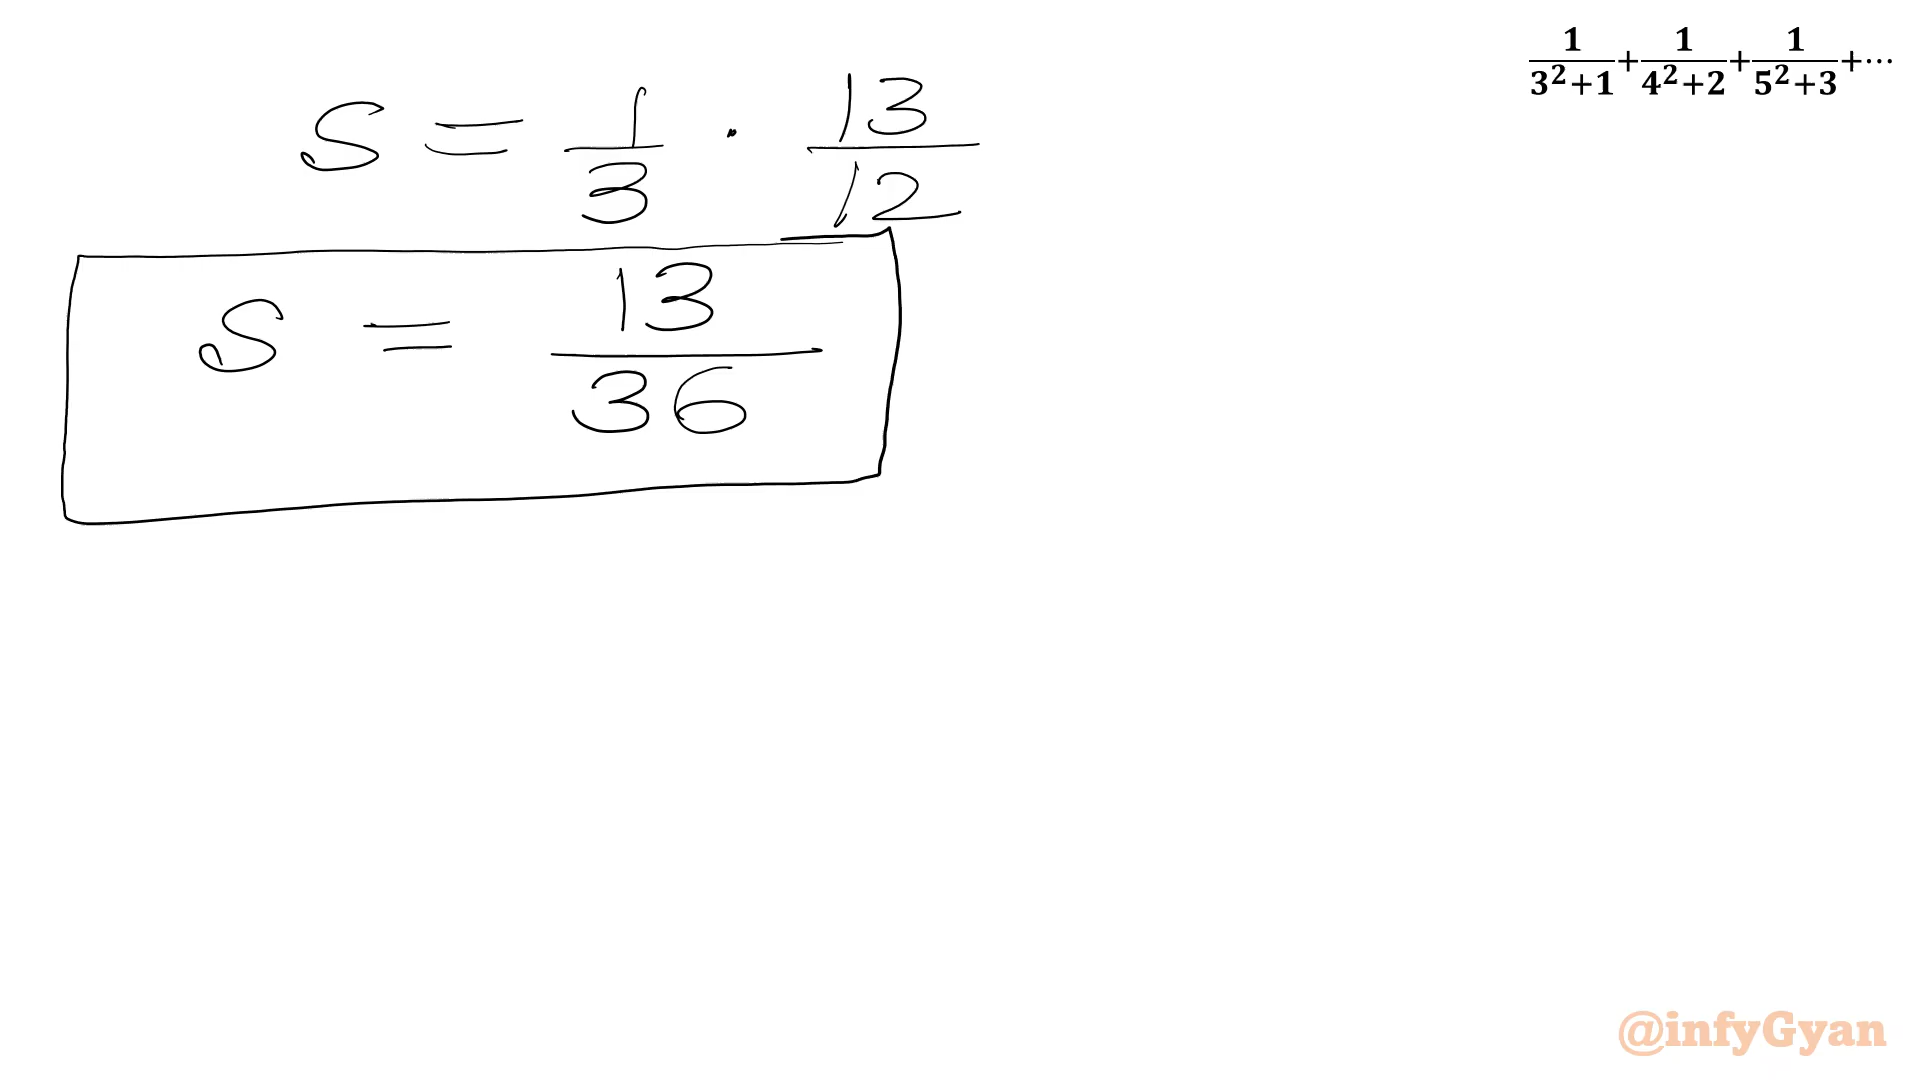 S = 1/3 · 13/12
S = 13/36
1/(3²+1) + 1/(4²+2) + 1/(5²+3) + ⋯
@infyGyan